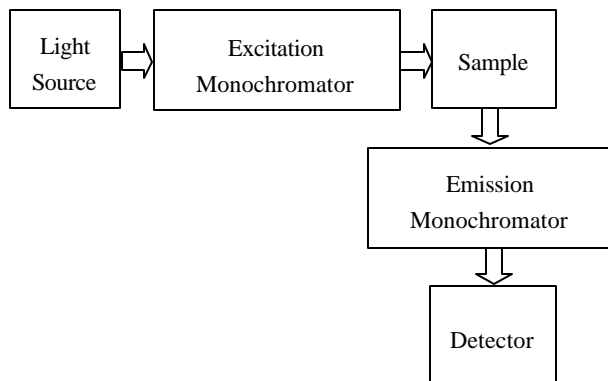 Light
Source
Excitation
Monochromator
Sample
Emission
Monochromator
Detector